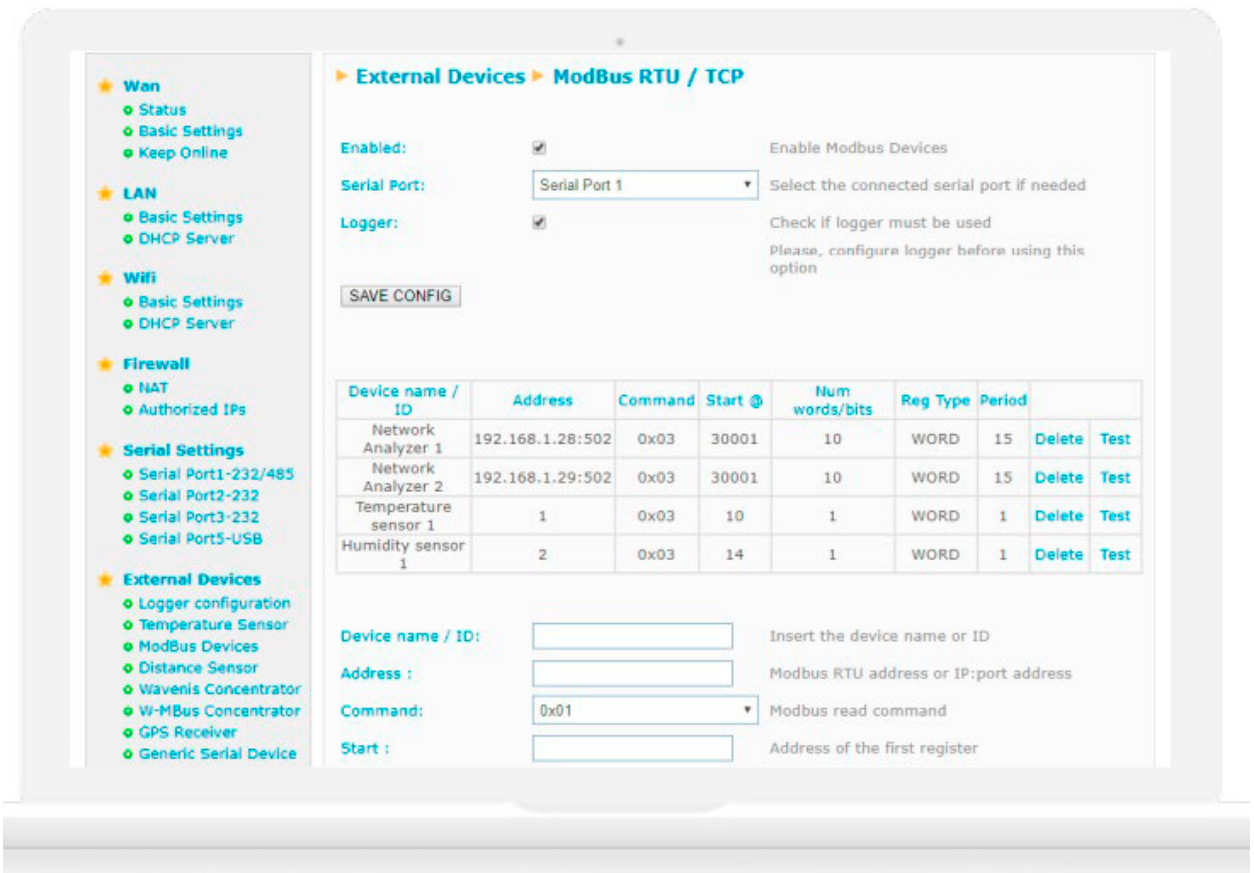 Wan
Status
Basic Settings
Keep Online
LAN
Basic Settings
DHCP Server
Wifi
Basic Settings
DHCP Server
Firewall
NAT
Authorized IPs
Serial Settings
Serial Port1-232/485
Serial Port2-232
Serial Port3-232
Serial Port5-USB
External Devices
Logger configuration
Temperature Sensor
ModBus Devices
Distance Sensor
Wavenis Concentrator
W-MBus Concentrator
GPS Receiver
Generic Serial Device
External Devices ModBus RTU / TCP
Enabled: Enable Modbus Devices
Serial Port: Serial Port 1 Select the connected serial port if needed
Logger: Check if logger must be used
Please, configure logger before using this
option
SAVE CONFIG
Device name / ID Address Command Start @ Num words/bits Reg Type Period
Network Analyzer 1 192.168.1.28:502 0x03 30001 10 WORD 15 Delete Test
Network Analyzer 2 192.168.1.29:502 0x03 30001 10 WORD 15 Delete Test
Temperature sensor 1 1 0x03 10 1 WORD 1 Delete Test
Humidity sensor 1 2 0x03 14 1 WORD 1 Delete Test
Device name / ID: Insert the device name or ID
Address : Modbus RTU address or IP:port address
Command: 0x01 Modbus read command
Start : Address of the first register